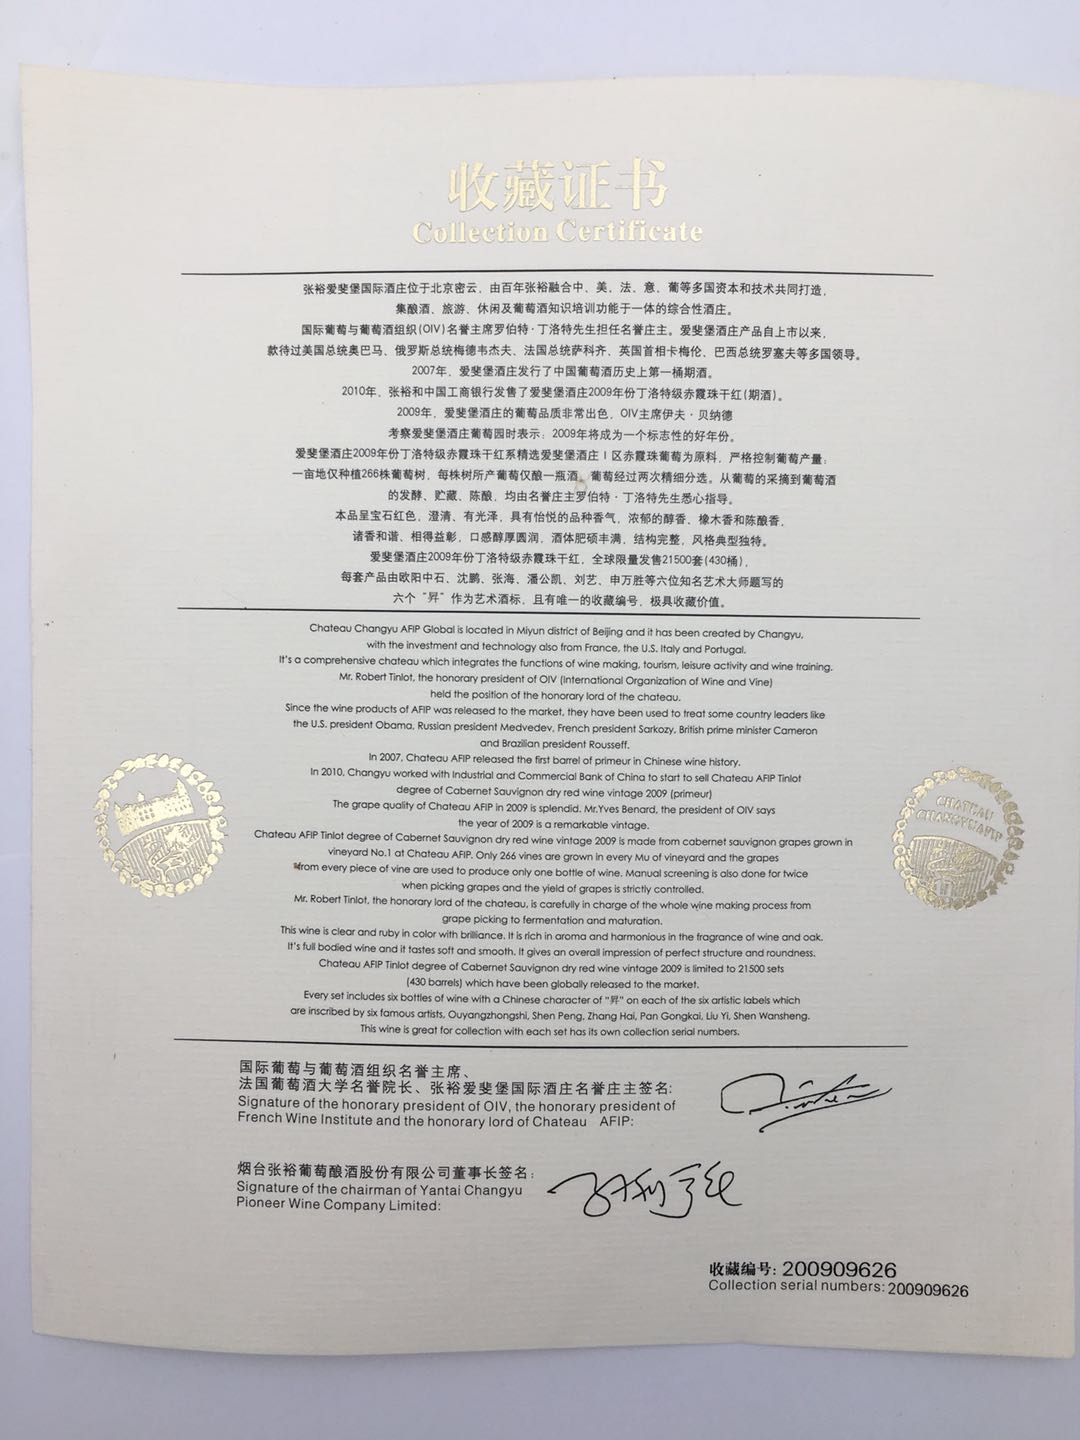 收藏证书
Collection Certificate
张裕爱斐堡国际酒庄位于北京密云，由百年张裕融合中、美、法、意、葡等多国资本和技术共同打造，
集酿酒、旅游、休闲及葡萄酒知识培训功能于一体的综合性酒庄。
国际葡萄与葡萄酒组织(OIV)名誉主席罗伯特·丁洛特先生担任名誉庄主。爱斐堡酒庄产品自上市以来，
款待过美国总统奥巴马、俄罗斯总统梅德韦杰夫、法国总统萨科齐、英国首相卡梅伦、巴西总统罗塞夫等多国领导。
2007年，爱斐堡酒庄发行了中国葡萄酒历史上第一桶期酒。
2010年，张裕和中国工商银行发售了爱斐堡酒庄2009年份丁洛特级赤霞珠干红(期酒)。
2009年，爱斐堡酒庄的葡萄品质非常出色，OIV主席伊夫·贝纳德
考察爱斐堡酒庄葡萄园时表示：2009年将成为一个标志性的好年份。
爱斐堡酒庄2009年份丁洛特级赤霞珠干红系精选爱斐堡酒庄Ⅰ区赤霞珠葡萄为原料，严格控制葡萄产量：
一亩地仅种植266株葡萄树，每株树所产葡萄仅酿一瓶酒。葡萄经过两次精细分选。从葡萄的采摘到葡萄酒
的发酵、贮藏、陈酿，均由名誉庄主罗伯特·丁洛特先生悉心指导。
本品呈宝石红色，澄清、有光泽，具有怡悦的品种香气，浓郁的醇香、橡木香和陈酿香，
诸香和谐、相得益彰，口感醇厚圆润，酒体肥硕丰满，结构完整，风格典型独特。
爱斐堡酒庄2009年份丁洛特级赤霞珠干红，全球限量发售21500套(430桶)，
每套产品由欧阳中石、沈鹏、张海、潘公凯、刘艺、申万胜等六位知名艺术大师题写的
六个“昇”作为艺术酒标，且有唯一的收藏编号，极具收藏价值。
Chateau Changyu AFIP Global is located in Miyun district of Beijing and it has been created by Changyu,
with the investment and technology also from France, the U.S. Italy and Portugal.
It's a comprehensive chateau which integrates the functions of wine making, tourism, leisure activity and wine training.
Mr. Robert Tinlot, the honorary president of OIV (International Organization of Wine and Vine)
held the position of the honorary lord of the chateau.
Since the wine products of AFIP was released to the market, they have been used to treat some country leaders like
the U.S. president Obama, Russian president Medvedev, French president Sarkozy, British prime minister Cameron
and Brazilian president Rousseff.
In 2007, Chateau AFIP released the first barrel of primeur in Chinese wine history.
In 2010, Changyu worked with Industrial and Commercial Bank of China to start to sell Chateau AFIP Tinlot
degree of Cabernet Sauvignon dry red wine vintage 2009 (primeur)
The grape quality of Chateau AFIP in 2009 is splendid. Mr.Yves Benard, the president of OIV says
the year of 2009 is a remarkable vintage.
Chateau AFIP Tinlot degree of Cabernet Sauvignon dry red wine vintage 2009 is made from cabernet sauvignon grapes grown in
vineyard No.1 at Chateau AFIP. Only 266 vines are grown in every Mu of vineyard and the grapes
from every piece of vine are used to produce only one bottle of wine. Manual screening is also done for twice
when picking grapes and the yield of grapes is strictly controlled.
Mr. Robert Tinlot, the honorary lord of the chateau, is carefully in charge of the whole wine making process from
grape picking to fermentation and maturation.
This wine is clear and ruby in color with brilliance. It is rich in aroma and harmonious in the fragrance of wine and oak.
It's full bodied wine and it tastes soft and smooth. It gives an overall impression of perfect structure and roundness.
Chateau AFIP Tinlot degree of Cabernet Sauvignon dry red wine vintage 2009 is limited to 21500 sets
(430 barrels) which have been globally released to the market.
Every set includes six bottles of wine with a Chinese character of “昇” on each of the six artistic labels which
are inscribed by six famous artists, Ouyangzhongshi, Shen Peng, Zhang Hai, Pan Gongkai, Liu Yi, Shen Wansheng.
This wine is great for collection with each set has its own collection serial numbers.
CHATEAU
CHANGYU AFIP
国际葡萄与葡萄酒组织名誉主席、
法国葡萄酒大学名誉院长、张裕爱斐堡国际酒庄名誉庄主签名:
Signature of the honorary president of OIV, the honorary president of
French Wine Institute and the honorary lord of Chateau AFIP:
烟台张裕葡萄酿酒股份有限公司董事长签名:
Signature of the chairman of Yantai Changyu
Pioneer Wine Company Limited:
收藏编号: 200909626
Collection serial numbers: 200909626